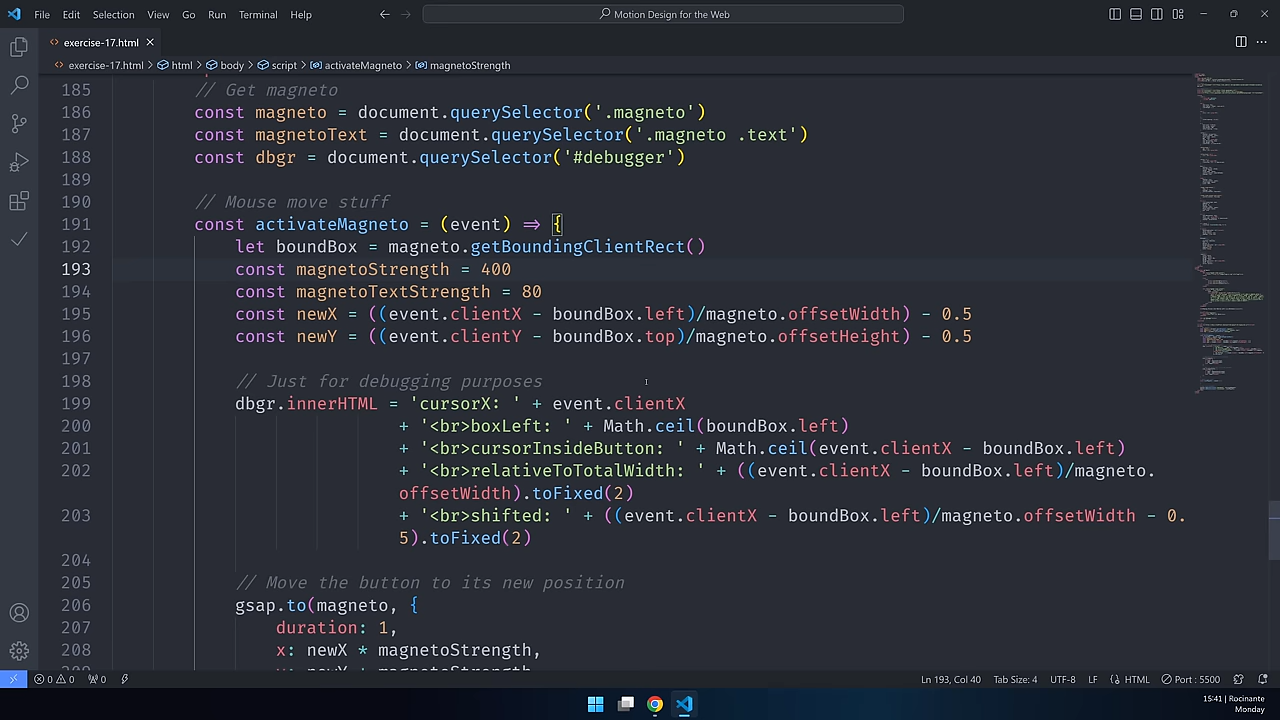 File Edit Selection View Go Run Terminal Help
Motion Design for the Web
exercise-17.html
exercise-17.html > html > body > script > activateMagneto > magnetoStrength
185 // Get magneto
186 const magneto = document.querySelector('.magneto')
187 const magnetoText = document.querySelector('.magneto .text')
188 const dbgr = document.querySelector('#debugger')
189
190 // Mouse move stuff
191 const activateMagneto = (event) => {
192 let boundBox = magneto.getBoundingClientRect()
193 const magnetoStrength = 400
194 const magnetoTextStrength = 80
195 const newX = ((event.clientX - boundBox.left)/magneto.offsetWidth) - 0.5
196 const newY = ((event.clientY - boundBox.top)/magneto.offsetHeight) - 0.5
197
198 // Just for debugging purposes
199 dbgr.innerHTML = 'cursorX: ' + event.clientX
200 + '<br>boxLeft: ' + Math.ceil(boundBox.left)
201 + '<br>cursorInsideButton: ' + Math.ceil(event.clientX - boundBox.left)
202 + '<br>relativeToTotalWidth: ' + ((event.clientX - boundBox.left)/magneto.
offsetWidth).toFixed(2)
203 + '<br>shifted: ' + ((event.clientX - boundBox.left)/magneto.offsetWidth - 0.
5).toFixed(2)
204
205 // Move the button to its new position
206 gsap.to(magneto, {
207 duration: 1,
208 x: newX * magnetoStrength,
0 0 0 Ln 193, Col 40 Tab Size: 4 UTF-8 LF HTML Port : 5500
15:41 | Rocinante
Monday